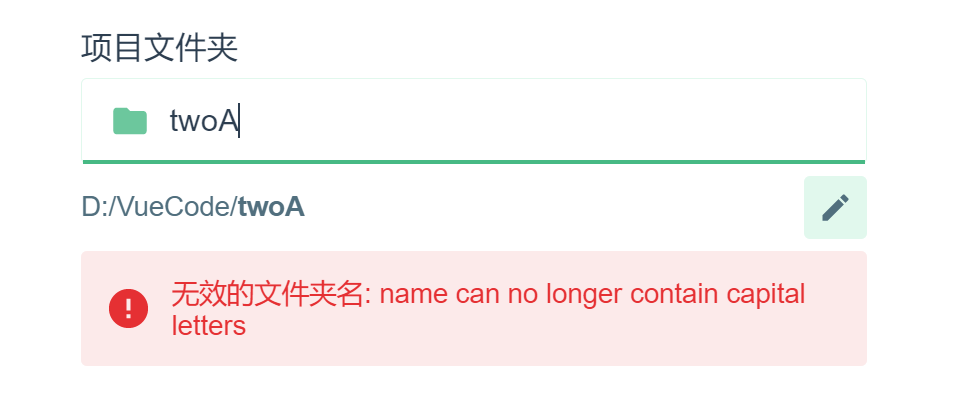 项目文件夹
twoA
D:/VueCode/twoA
无效的文件夹名: name can no longer contain capital
letters